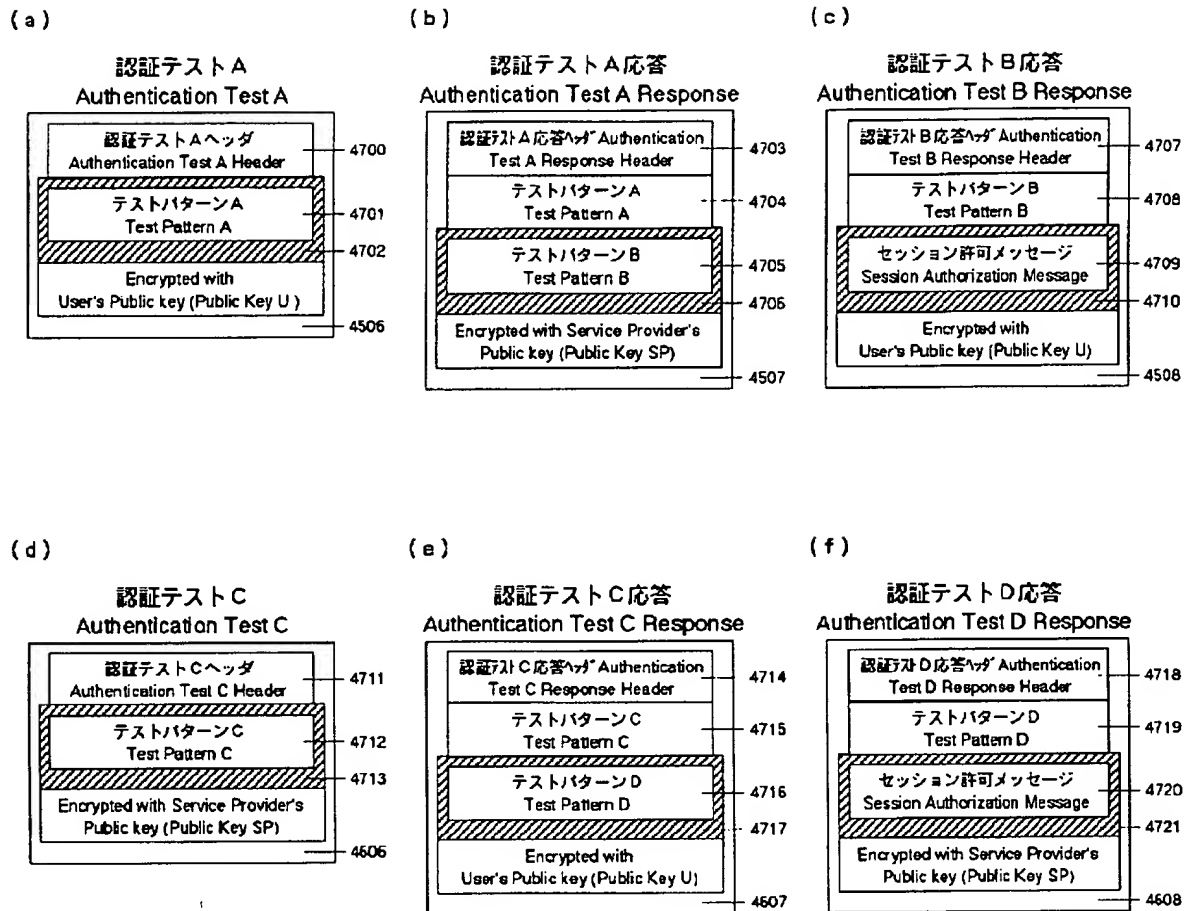 (a)
認証テストA
Authentication Test A
認証テストAヘッダ
Authentication Test A Header
4700
テストパターンA
Test Pattern A
4701
4702
Encrypted with
User's Public key (Public Key U )
4506
(b)
認証テストA応答
Authentication Test A Response
認証テストA応答ヘッダ Authentication
Test A Response Header
4703
テストパターンA
Test Pattern A
4704
テストパターンB
Test Pattern B
4705
4706
Encrypted with Service Provider's
Public key (Public Key SP)
4507
(c)
認証テストB応答
Authentication Test B Response
認証テストB応答ヘッダ Authentication
Test B Response Header
4707
テストパターンB
Test Pattern B
4708
セッション許可メッセージ
Session Authorization Message
4709
4710
Encrypted with
User's Public key (Public Key U)
4508
(d)
認証テストC
Authentication Test C
認証テストCヘッダ
Authentication Test C Header
4711
テストパターンC
Test Pattern C
4712
4713
Encrypted with Service Provider's
Public key (Public Key SP)
4606
(e)
認証テストC応答
Authentication Test C Response
認証テストC応答ヘッダ Authentication
Test C Response Header
4714
テストパターンC
Test Pattern C
4715
テストパターンD
Test Pattern D
4716
4717
Encrypted with
User's Public key (Public Key U)
4607
(f)
認証テストD応答
Authentication Test D Response
認証テストD応答ヘッダ Authentication
Test D Response Header
4718
テストパターンD
Test Pattern D
4719
セッション許可メッセージ
Session Authorization Message
4720
4721
Encrypted with Service Provider's
Public key (Public Key SP)
4608